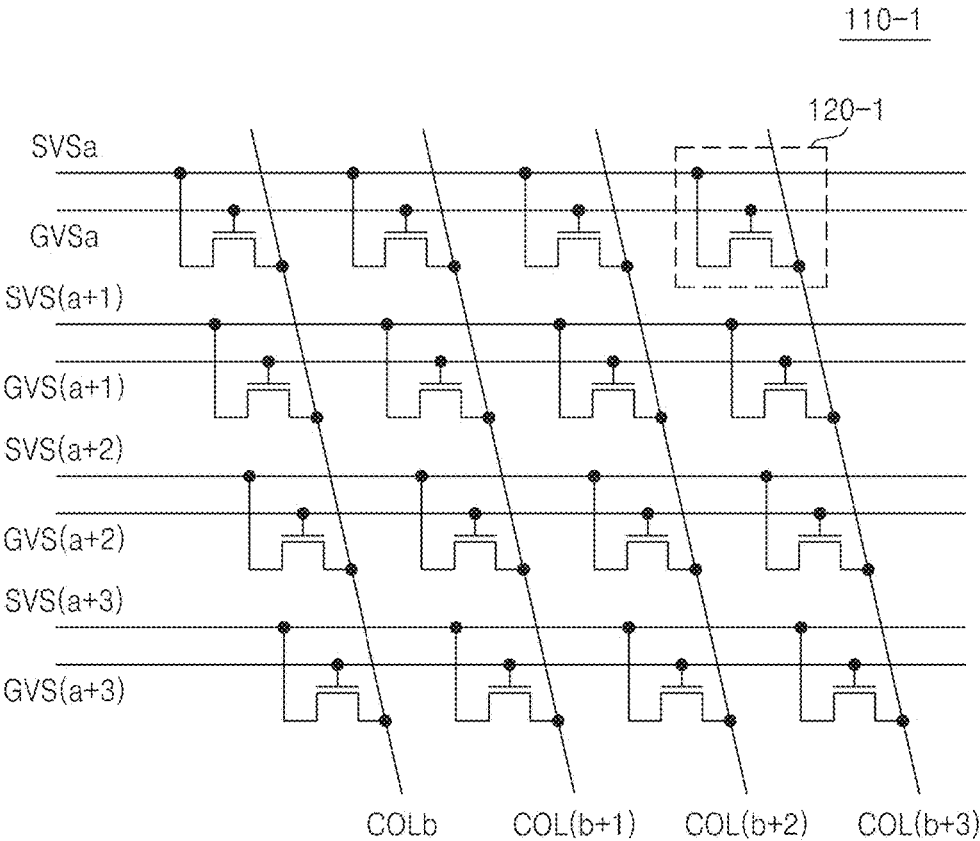 110-1
120-1
SVSa
GVSa
SVS(a+1)
GVS(a+1)
SVS(a+2)
GVS(a+2)
SVS(a+3)
GVS(a+3)
COLb COL(b+1) COL(b+2) COL(b+3)